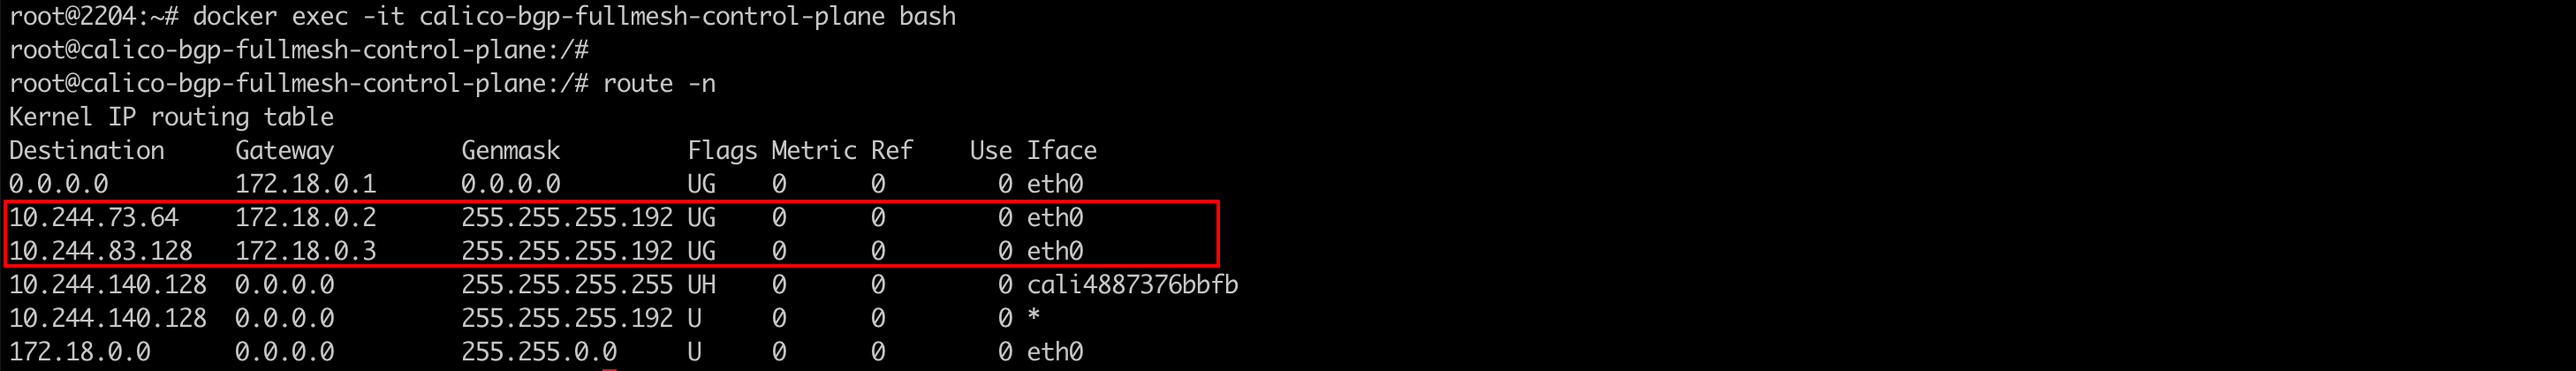 root@2204:~# docker exec -it calico-bgp-fullmesh-control-plane bash
root@calico-bgp-fullmesh-control-plane:/#
root@calico-bgp-fullmesh-control-plane:/# route -n
Kernel IP routing table
Destination     Gateway         Genmask         Flags Metric Ref    Use Iface
0.0.0.0         172.18.0.1      0.0.0.0         UG    0      0        0 eth0
10.244.73.64    172.18.0.2      255.255.255.192 UG    0      0        0 eth0
10.244.83.128   172.18.0.3      255.255.255.192 UG    0      0        0 eth0
10.244.140.128  0.0.0.0         255.255.255.255 UH    0      0        0 cali4887376bbfb
10.244.140.128  0.0.0.0         255.255.255.192 U     0      0        0 *
172.18.0.0      0.0.0.0         255.255.0.0     U     0      0        0 eth0